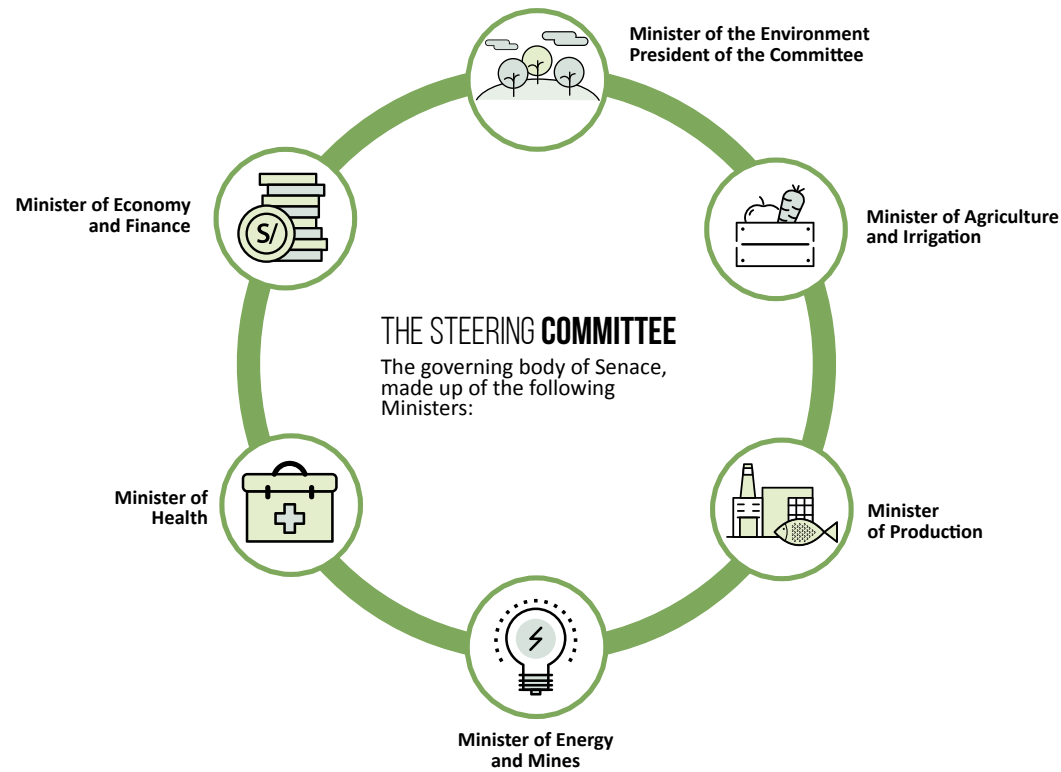 Minister of the Environment
President of the Committee
Minister of Economy
and Finance
S/
Minister of Agriculture
and Irrigation
THE STEERING COMMITTEE
The governing body of Senace,
made up of the following
Ministers:
Minister of
Health
Minister
of Production
Minister of Energy
and Mines